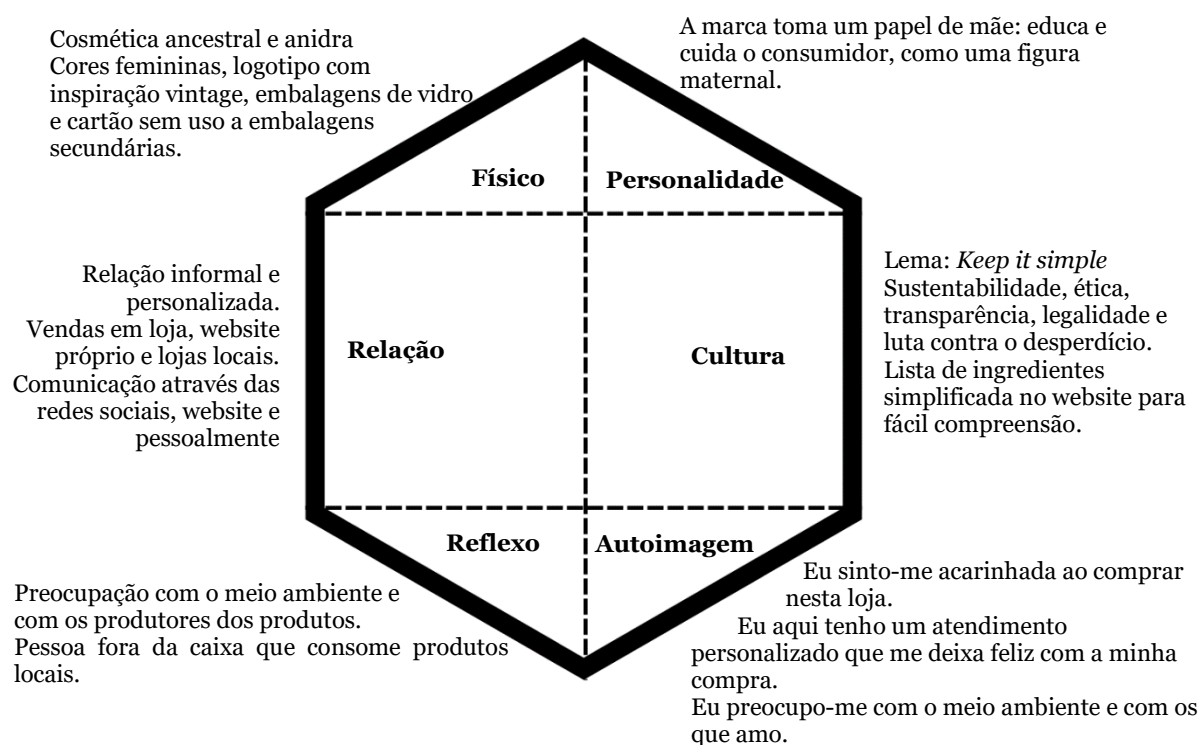 Cosmética ancestral e anidra
Cores femininas, logotipo com
inspiração vintage, embalagens de vidro
e cartão sem uso a embalagens
secundárias.
A marca toma um papel de mãe: educa e
cuida o consumidor, como uma figura
maternal.
Físico
Personalidade
Relação informal e
personalizada.
Vendas em loja, website
próprio e lojas locais.
Comunicação através das
redes sociais, website e
pessoalmente
Relação
Cultura
Lema: Keep it simple
Sustentabilidade, ética,
transparência, legalidade e
luta contra o desperdício.
Lista de ingredientes
simplificada no website para
fácil compreensão.
Reflexo
Autoimagem
Preocupação com o meio ambiente e
com os produtores dos produtos.
Pessoa fora da caixa que consome produtos
locais.
Eu sinto-me acarinhada ao comprar
nesta loja.
Eu aqui tenho um atendimento
personalizado que me deixa feliz com a minha
compra.
Eu preocupo-me com o meio ambiente e com os
que amo.